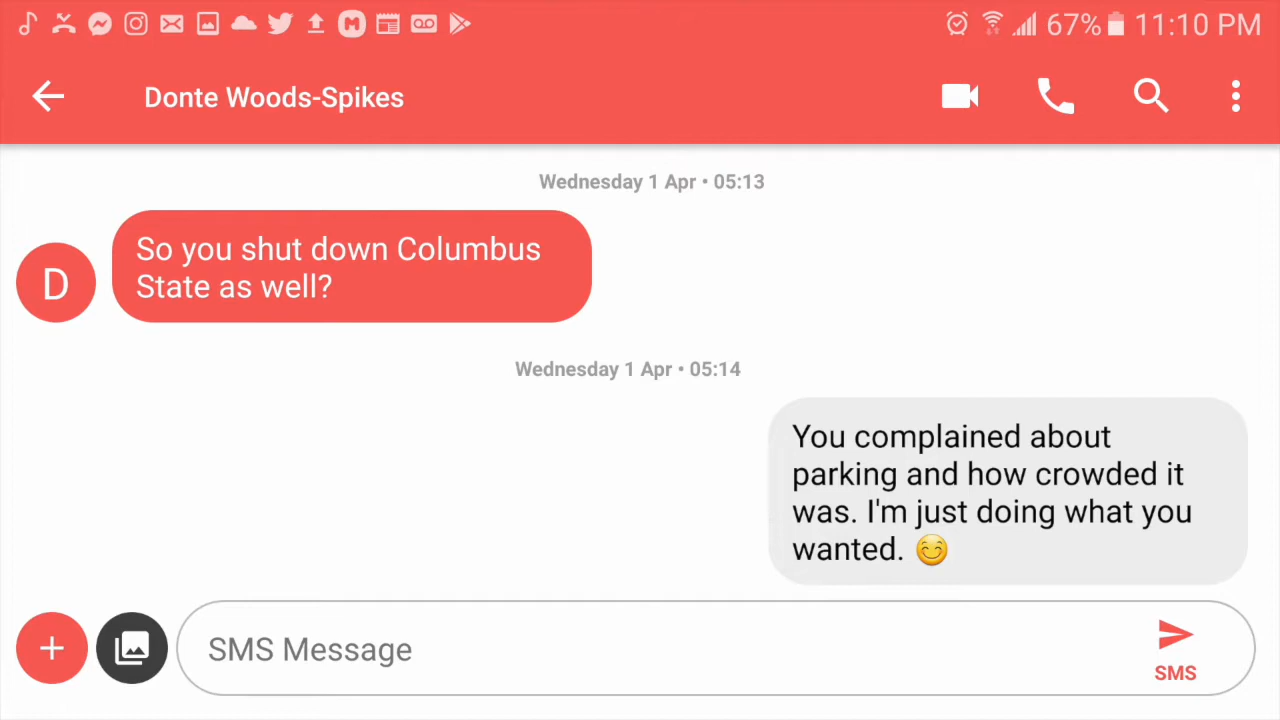 67% 11:10 PM
Donte Woods-Spikes
Wednesday 1 Apr • 05:13
So you shut down Columbus
State as well?
D
Wednesday 1 Apr • 05:14
You complained about
parking and how crowded it
was. I'm just doing what you
wanted. 😊
SMS Message
SMS